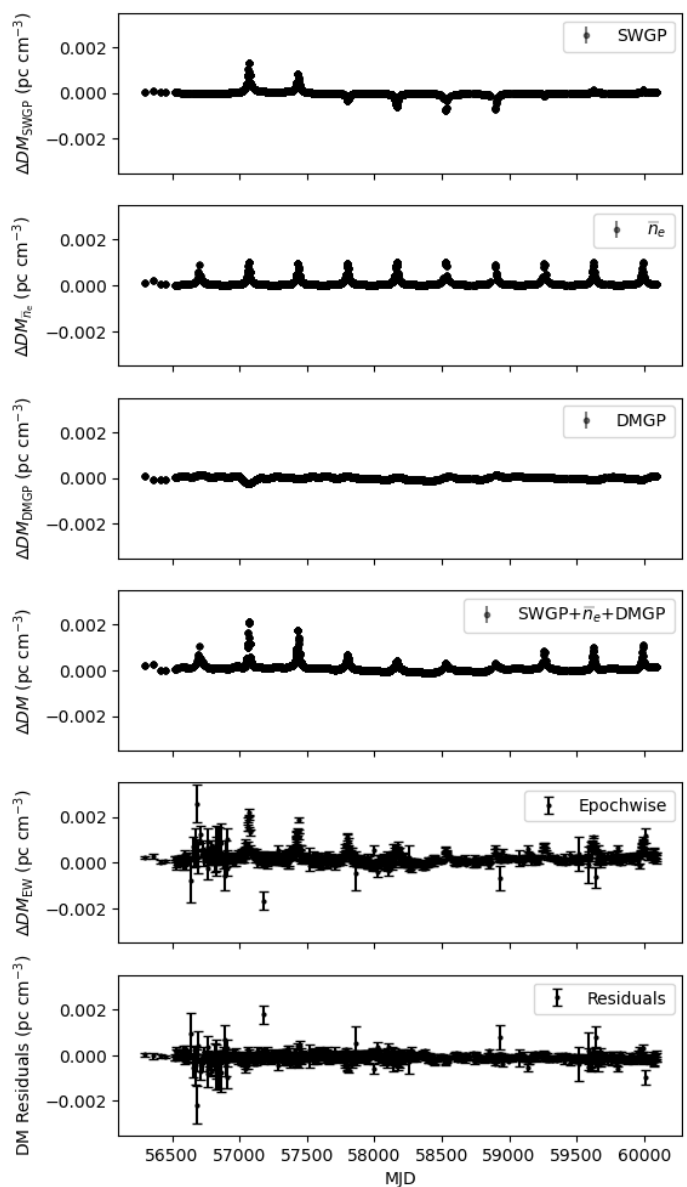 ΔDM_SWGP (pc cm⁻³)
0.002
0.000
−0.002
SWGP
ΔDM_n̅ₑ (pc cm⁻³)
0.002
0.000
−0.002
n̅ₑ
ΔDM_DMGP (pc cm⁻³)
0.002
0.000
−0.002
DMGP
ΔDM (pc cm⁻³)
0.002
0.000
−0.002
SWGP+n̅ₑ+DMGP
ΔDM_EW (pc cm⁻³)
0.002
0.000
−0.002
Epochwise
DM Residuals (pc cm⁻³)
0.002
0.000
−0.002
Residuals
56500 57000 57500 58000 58500 59000 59500 60000
MJD